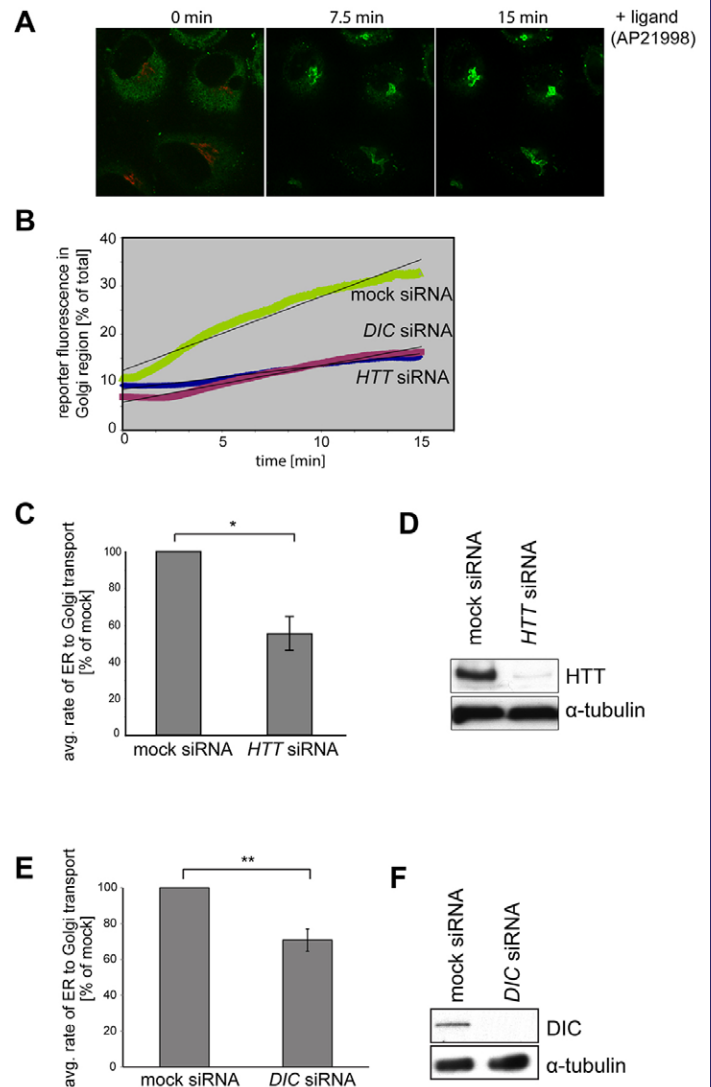 A
0 min 7.5 min 15 min + ligand
(AP21998)
B
reporter fluorescence in
Golgi region [% of total]
40
30
20
10
0
mock siRNA
DIC siRNA
HTT siRNA
0 5 10 15
time [min]
C
*
avg. rate of ER to Golgi transport
[% of mock]
100
80
60
40
80
0
mock siRNA HTT siRNA
D
mock siRNA
HTT siRNA
HTT
α-tubulin
E
**
avg. rate of ER to Golgi transport
[% of mock]
100
80
60
40
20
0
mock siRNA DIC siRNA
F
mock siRNA
DIC siRNA
DIC
α-tubulin